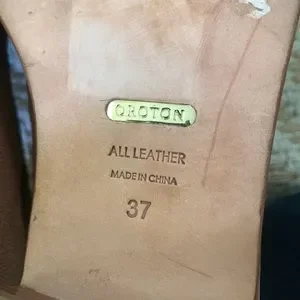 OROTON
ALL LEATHER
MADE IN CHINA
37